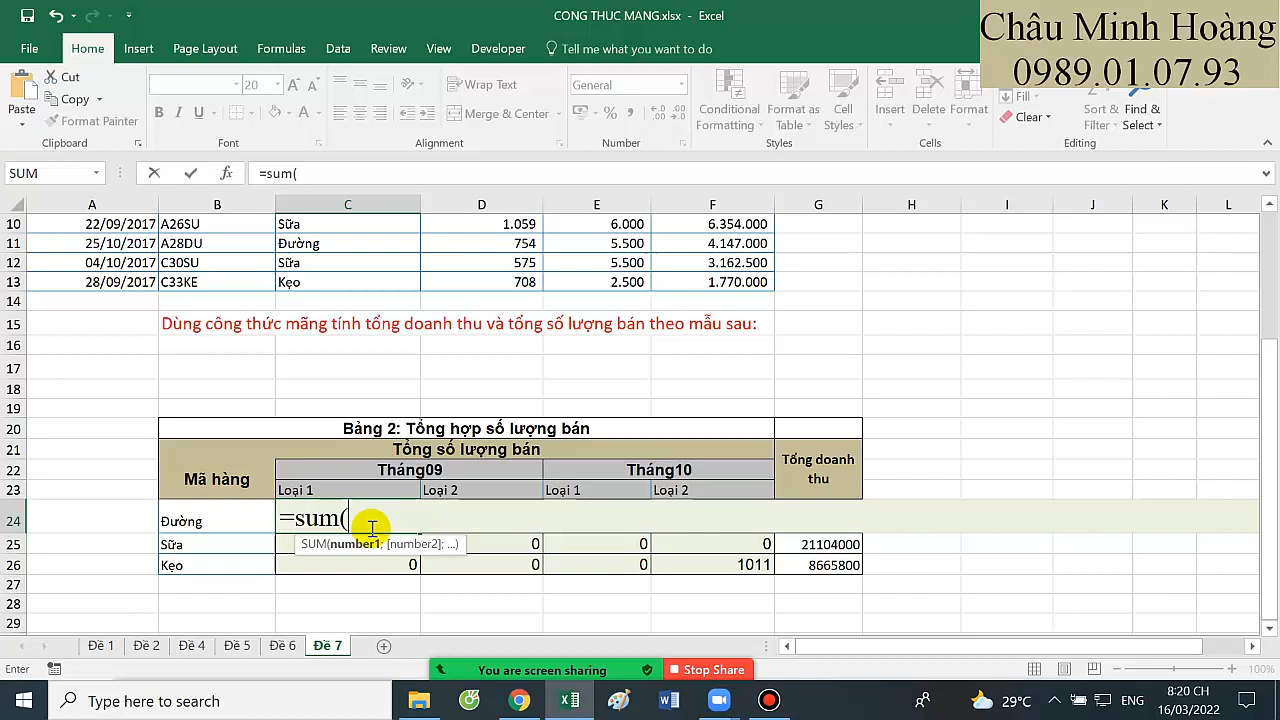 CONG THUC MANG.xlsx - Excel
Châu Minh Hoàng
0989.01.07.93
File Home Insert Page Layout Formulas Data Review View Developer Tell me what you want to do
Paste Cut Copy Format Painter
20 A A Wrap Text General
B I U Merge & Center % ,
Conditional Formatting Format as Table Cell Styles
Insert Delete Format
Fill Clear Sort & Filter Find & Select
Clipboard Font Alignment Number Styles Cells Editing
SUM fx =sum(
A B C D E F G H I J K L
10 22/09/2017 A26SU Sữa 1.059 6.000 6.354.000
11 25/10/2017 A28DU Đường 754 5.500 4.147.000
12 04/10/2017 C30SU Sữa 575 5.500 3.162.500
13 28/09/2017 C33KE Kẹo 708 2.500 1.770.000
14
15 Dùng công thức mãng tính tổng doanh thu và tổng số lượng bán theo mẫu sau:
16
17
18
19
20 Bảng 2: Tổng hợp số lượng bán
21 Mã hàng Tổng số lượng bán Tổng doanh thu
22 Tháng09 Tháng10
23 Loại 1 Loại 2 Loại 1 Loại 2
24 Đường =sum(
SUM(number1; [number2]; ...)
25 Sữa 0 0 0 21104000
26 Kẹo 0 0 0 1011 8665800
27
28
29
Đề 1 Đề 2 Đề 4 Đề 5 Đề 6 Đề 7
Enter 100%
You are screen sharing Stop Share
Type here to search 29°C ENG 8:20 CH
16/03/2022